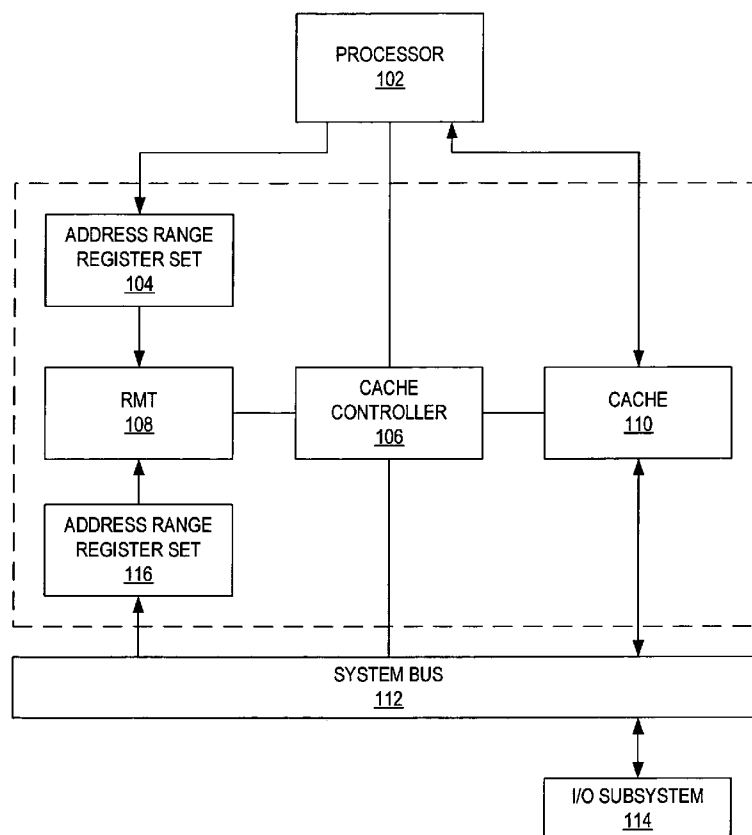 PROCESSOR
102
ADDRESS RANGE
REGISTER SET
104
RMT
108
CACHE
CONTROLLER
106
CACHE
110
ADDRESS RANGE
REGISTER SET
116
SYSTEM BUS
112
I/O SUBSYSTEM
114